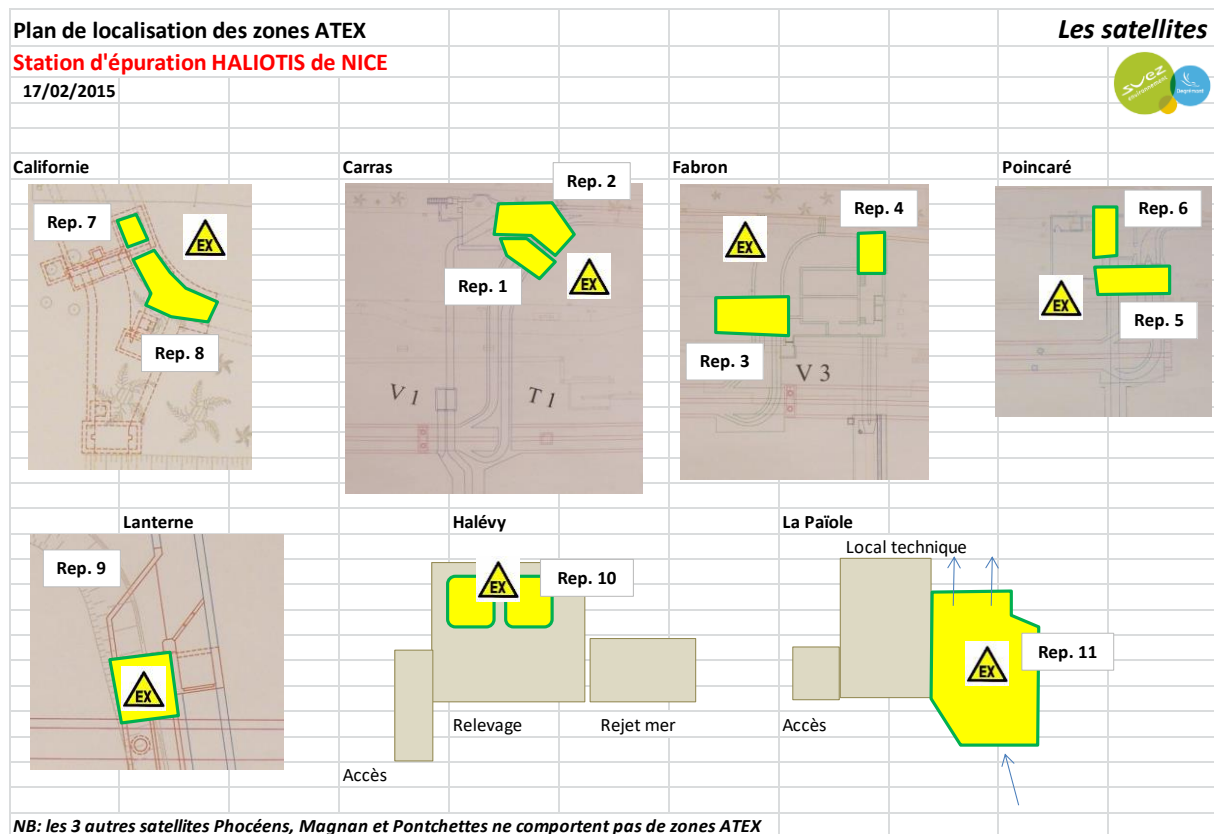 Plan de localisation des zones ATEX
Les satellites
Station d'épuration HALIOTIS de NICE
17/02/2015
suez
environnement
Degrémont
Californie
Carras
Fabron
Poincaré
Rep. 7
EX
Rep. 8
Rep. 2
Rep. 1
EX
V 1
T 1
Rep. 4
EX
Rep. 3
V 3
Rep. 6
EX
Rep. 5
Lanterne
Halévy
La Païole
Rep. 9
EX
EX
Rep. 10
Relevage
Rejet mer
Accès
Local technique
EX
Rep. 11
Accès
NB: les 3 autres satellites Phocéens, Magnan et Pontchettes ne comportent pas de zones ATEX